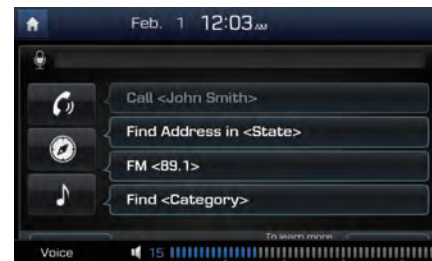 Feb. 1 12:03 AM
Call <John Smith>
Find Address in <State>
FM <89.1>
Find <Category>
To learn more
Voice 15